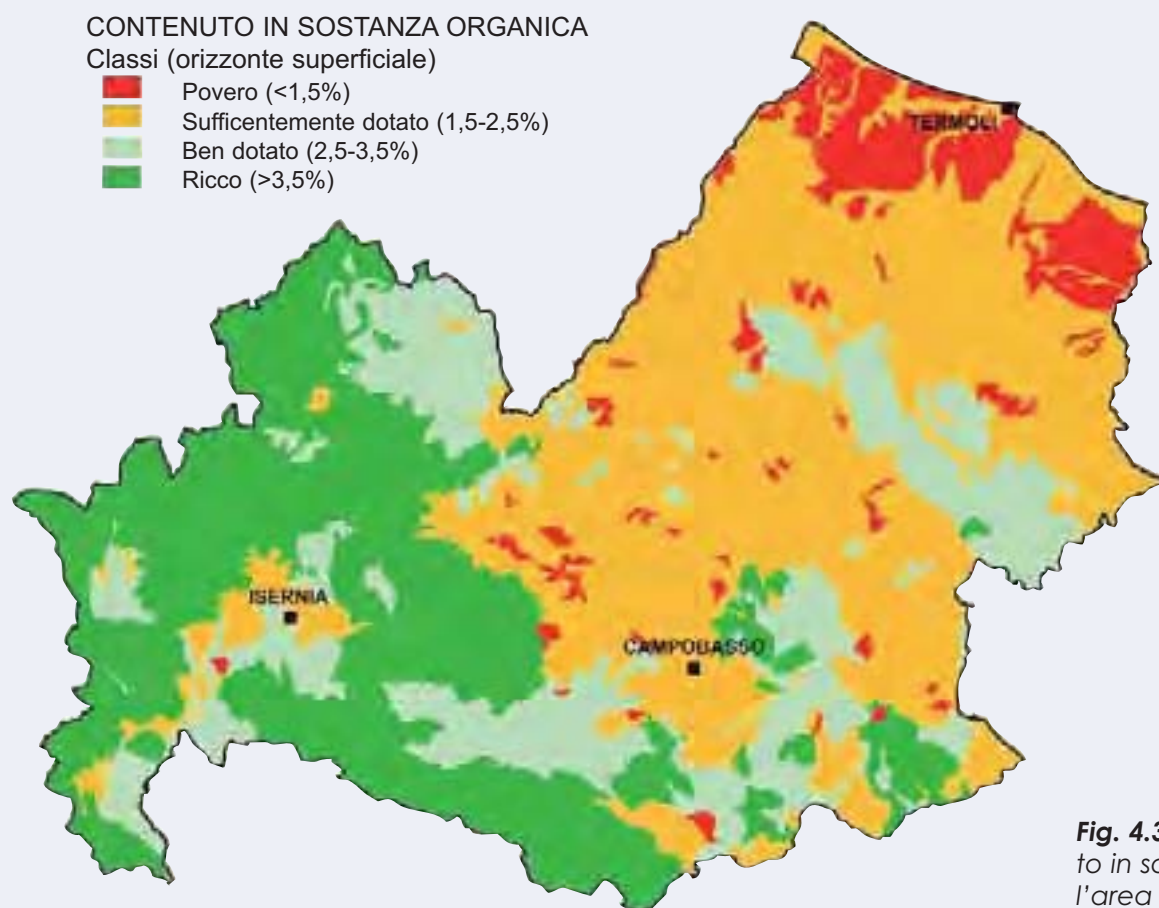 CONTENUTO IN SOSTANZA ORGANICA
Classi (orizzonte superficiale)
Povero (<1,5%)
Sufficentemente dotato (1,5-2,5%)
Ben dotato (2,5-3,5%)
Ricco (>3,5%)
TERMOLI
ISERNIA
CAMPOBASSO
Fig. 4.3
to in so
l'area